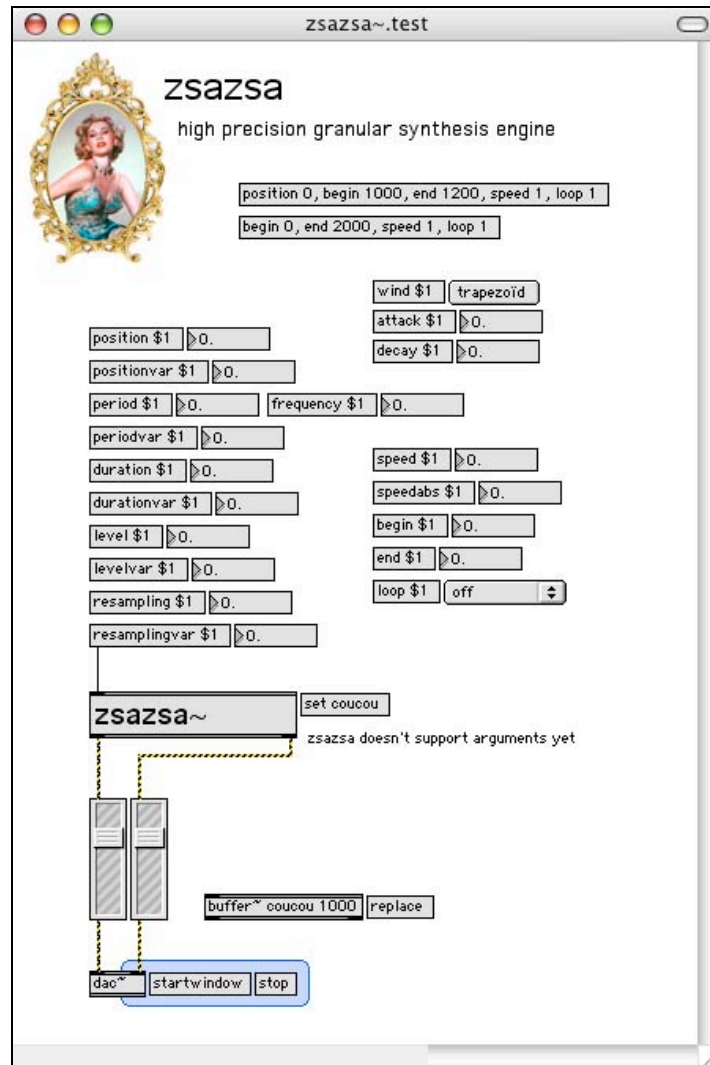 zsazsa~.test
zsazsa
high precision granular synthesis engine
position 0, begin 1000, end 1200, speed 1, loop 1
begin 0, end 2000, speed 1, loop 1
wind $1 trapezoïd
attack $1 0.
decay $1 0.
position $1 0.
positionvar $1 0.
period $1 0. frequency $1 0.
periodvar $1 0.
duration $1 0.
durationvar $1 0.
level $1 0.
levelvar $1 0.
resampling $1 0.
resamplingvar $1 0.
speed $1 0.
speedabs $1 0.
begin $1 0.
end $1 0.
loop $1 off
zsazsa~ set coucou
zsazsa doesn't support arguments yet
buffer~ coucou 1000 replace
dac~ startwindow stop